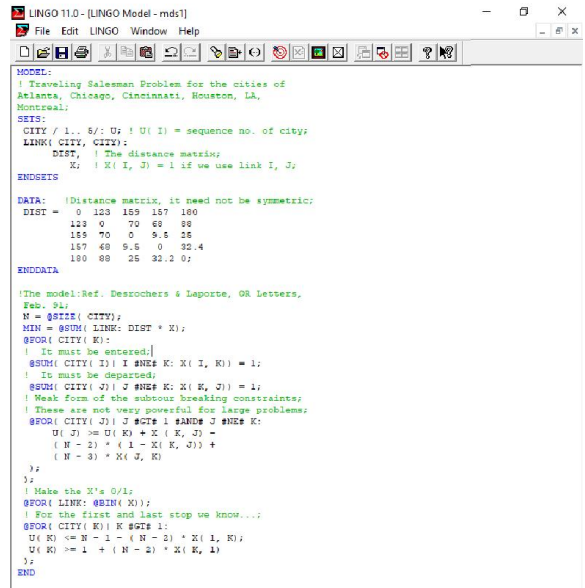 LINGO 11.0 - [LINGO Model - mds1]
File Edit LINGO Window Help
MODEL:
! Traveling Salesman Problem for the cities of
Atlanta, Chicago, Cincinnati, Houston, LA,
Montreal;
SETS:
CITY / 1.. 5/: U; ! U( I) = sequence no. of city;
LINK( CITY, CITY):
DIST, ! The distance matrix;
X; ! X( I, J) = 1 if we use link I, J;
ENDSETS
DATA: !Distance matrix, it need not be symmetric;
DIST = 0 123 159 157 180
123 0 70 68 88
159 70 0 9.5 25
157 68 9.5 0 32.4
180 88 25 32.2 0;
ENDDATA
!The model:Ref. Desrochers & Laporte, OR Letters,
Feb. 91;
N = @SIZE( CITY);
MIN = @SUM( LINK: DIST * X);
@FOR( CITY( K):
! It must be entered;
@SUM( CITY( I)| I #NE# K: X( I, K)) = 1;
! It must be departed;
@SUM( CITY( J)| J #NE# K: X( K, J)) = 1;
! Weak form of the subtour breaking constraints;
! These are not very powerful for large problems;
@FOR( CITY( J)| J #GT# 1 #AND# J #NE# K:
U( J) >= U( K) + X ( K, J) -
( N - 2) * ( 1 - X( K, J)) +
( N - 3) * X( J, K)
);
);
! Make the X's 0/1;
@FOR( LINK: @BIN( X));
! For the first and last stop we know...;
@FOR( CITY( K)| K #GT# 1:
U( K) <= N - 1 - ( N - 2) * X( 1, K);
U( K) >= 1 + ( N - 2) * X( K, 1)
);
END